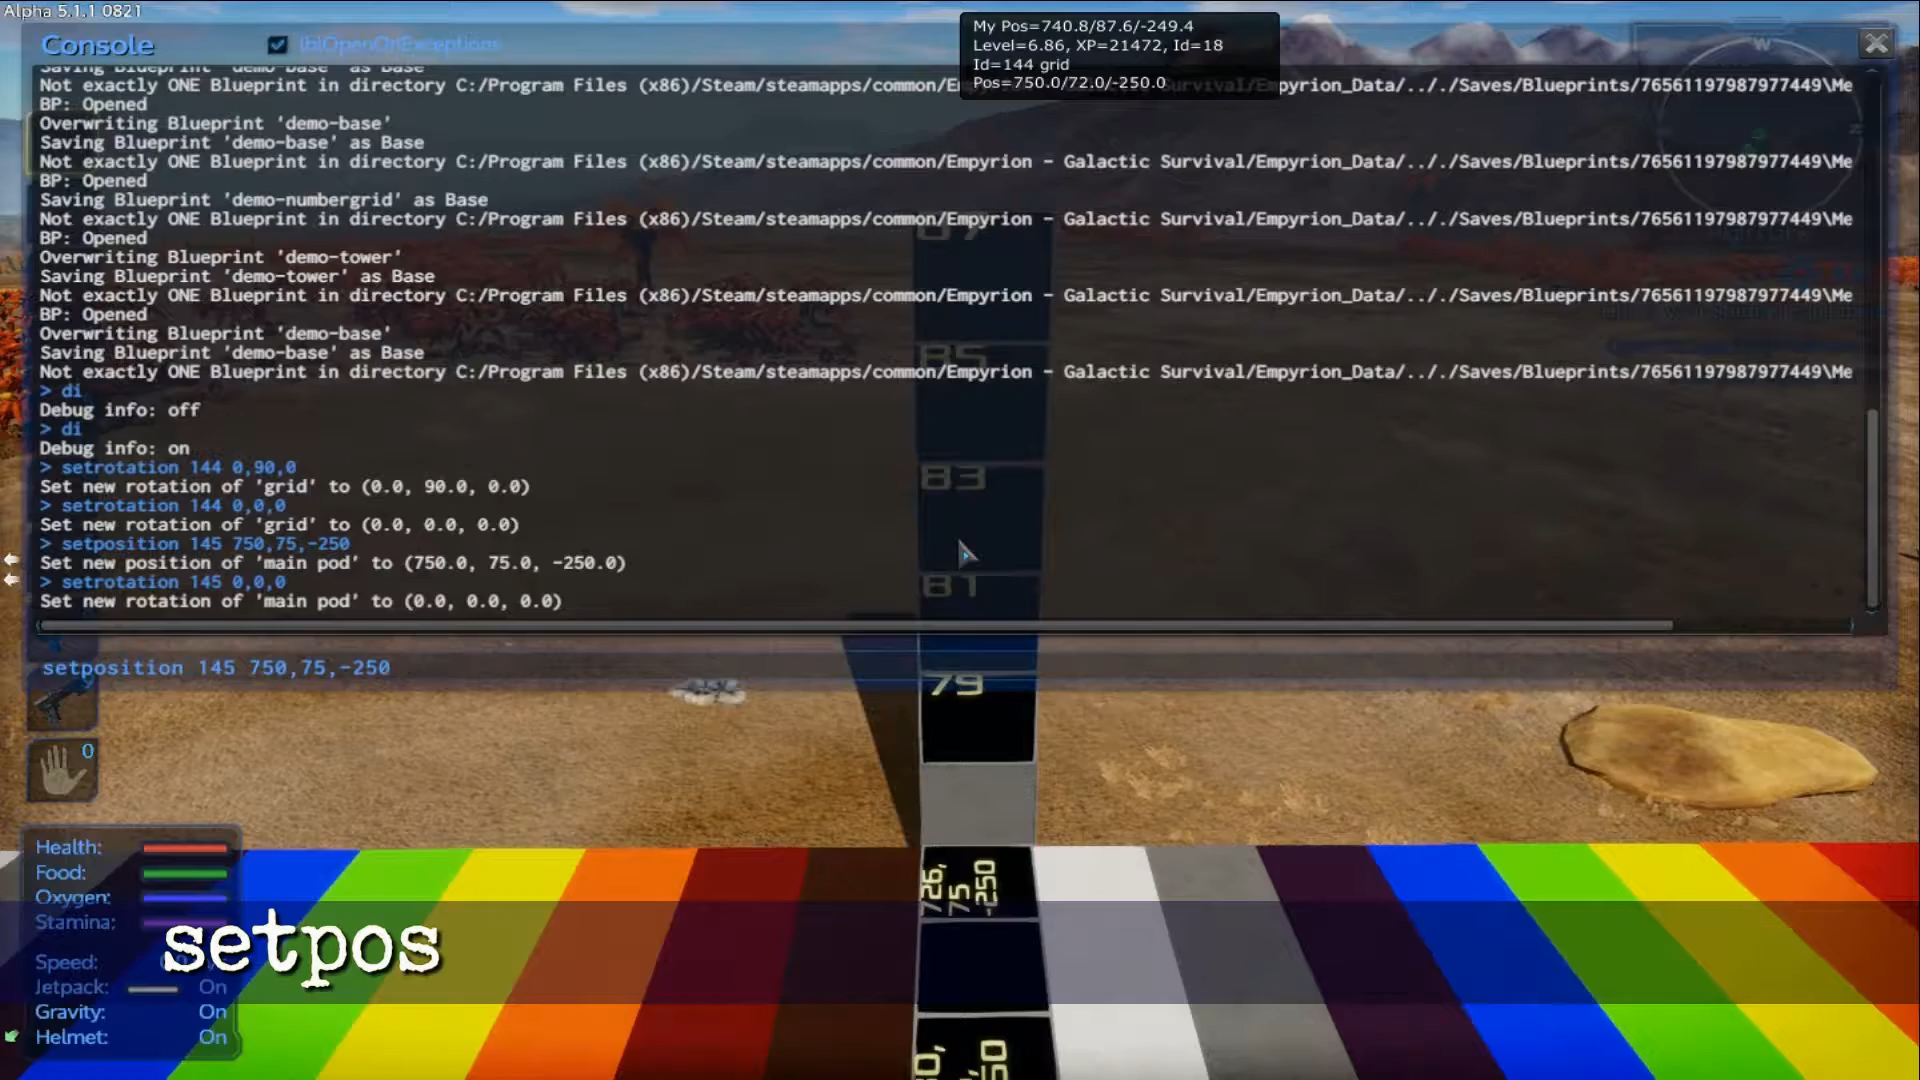 Alpha 5.1.1 0821
My Pos=740.8/87.6/-249.4
Level=6.86, XP=21472, Id=18
Id=144 grid
Pos=750.0/72.0/-250.0
Console
Saving Blueprint 'demo-base' as Base
Not exactly ONE Blueprint in directory C:/Program Files (x86)/Steam/steamapps/common/Em Survival/Empyrion_Data/.././Saves/Blueprints/76561197987977449\Me
BP: Opened
Overwriting Blueprint 'demo-base'
Saving Blueprint 'demo-base' as Base
Not exactly ONE Blueprint in directory C:/Program Files (x86)/Steam/steamapps/common/Empyrion - Galactic Survival/Empyrion_Data/.././Saves/Blueprints/76561197987977449\Me
BP: Opened
Saving Blueprint 'demo-numbergrid' as Base
Not exactly ONE Blueprint in directory C:/Program Files (x86)/Steam/steamapps/common/Empyrion - Galactic Survival/Empyrion_Data/.././Saves/Blueprints/76561197987977449\Me
BP: Opened
Overwriting Blueprint 'demo-tower'
Saving Blueprint 'demo-tower' as Base
Not exactly ONE Blueprint in directory C:/Program Files (x86)/Steam/steamapps/common/Empyrion - Galactic Survival/Empyrion_Data/.././Saves/Blueprints/76561197987977449\Me
BP: Opened
Overwriting Blueprint 'demo-base'
Saving Blueprint 'demo-base' as Base
Not exactly ONE Blueprint in directory C:/Program Files (x86)/Steam/steamapps/common/Empyrion - Galactic Survival/Empyrion_Data/.././Saves/Blueprints/76561197987977449\Me
> di
Debug info: off
> di
Debug info: on
> setrotation 144 0,90,0
Set new rotation of 'grid' to (0.0, 90.0, 0.0)
> setrotation 144 0,0,0
Set new rotation of 'grid' to (0.0, 0.0, 0.0)
> setposition 145 750,75,-250
Set new position of 'main pod' to (750.0, 75.0, -250.0)
> setrotation 145 0,0,0
Set new rotation of 'main pod' to (0.0, 0.0, 0.0)
setposition 145 750,75,-250
87
85
83
81
79
726,
75
-250
0
Health:
Food:
Oxygen:
Stamina:
Speed:
Jetpack: On
Gravity: On
Helmet: On
setpos